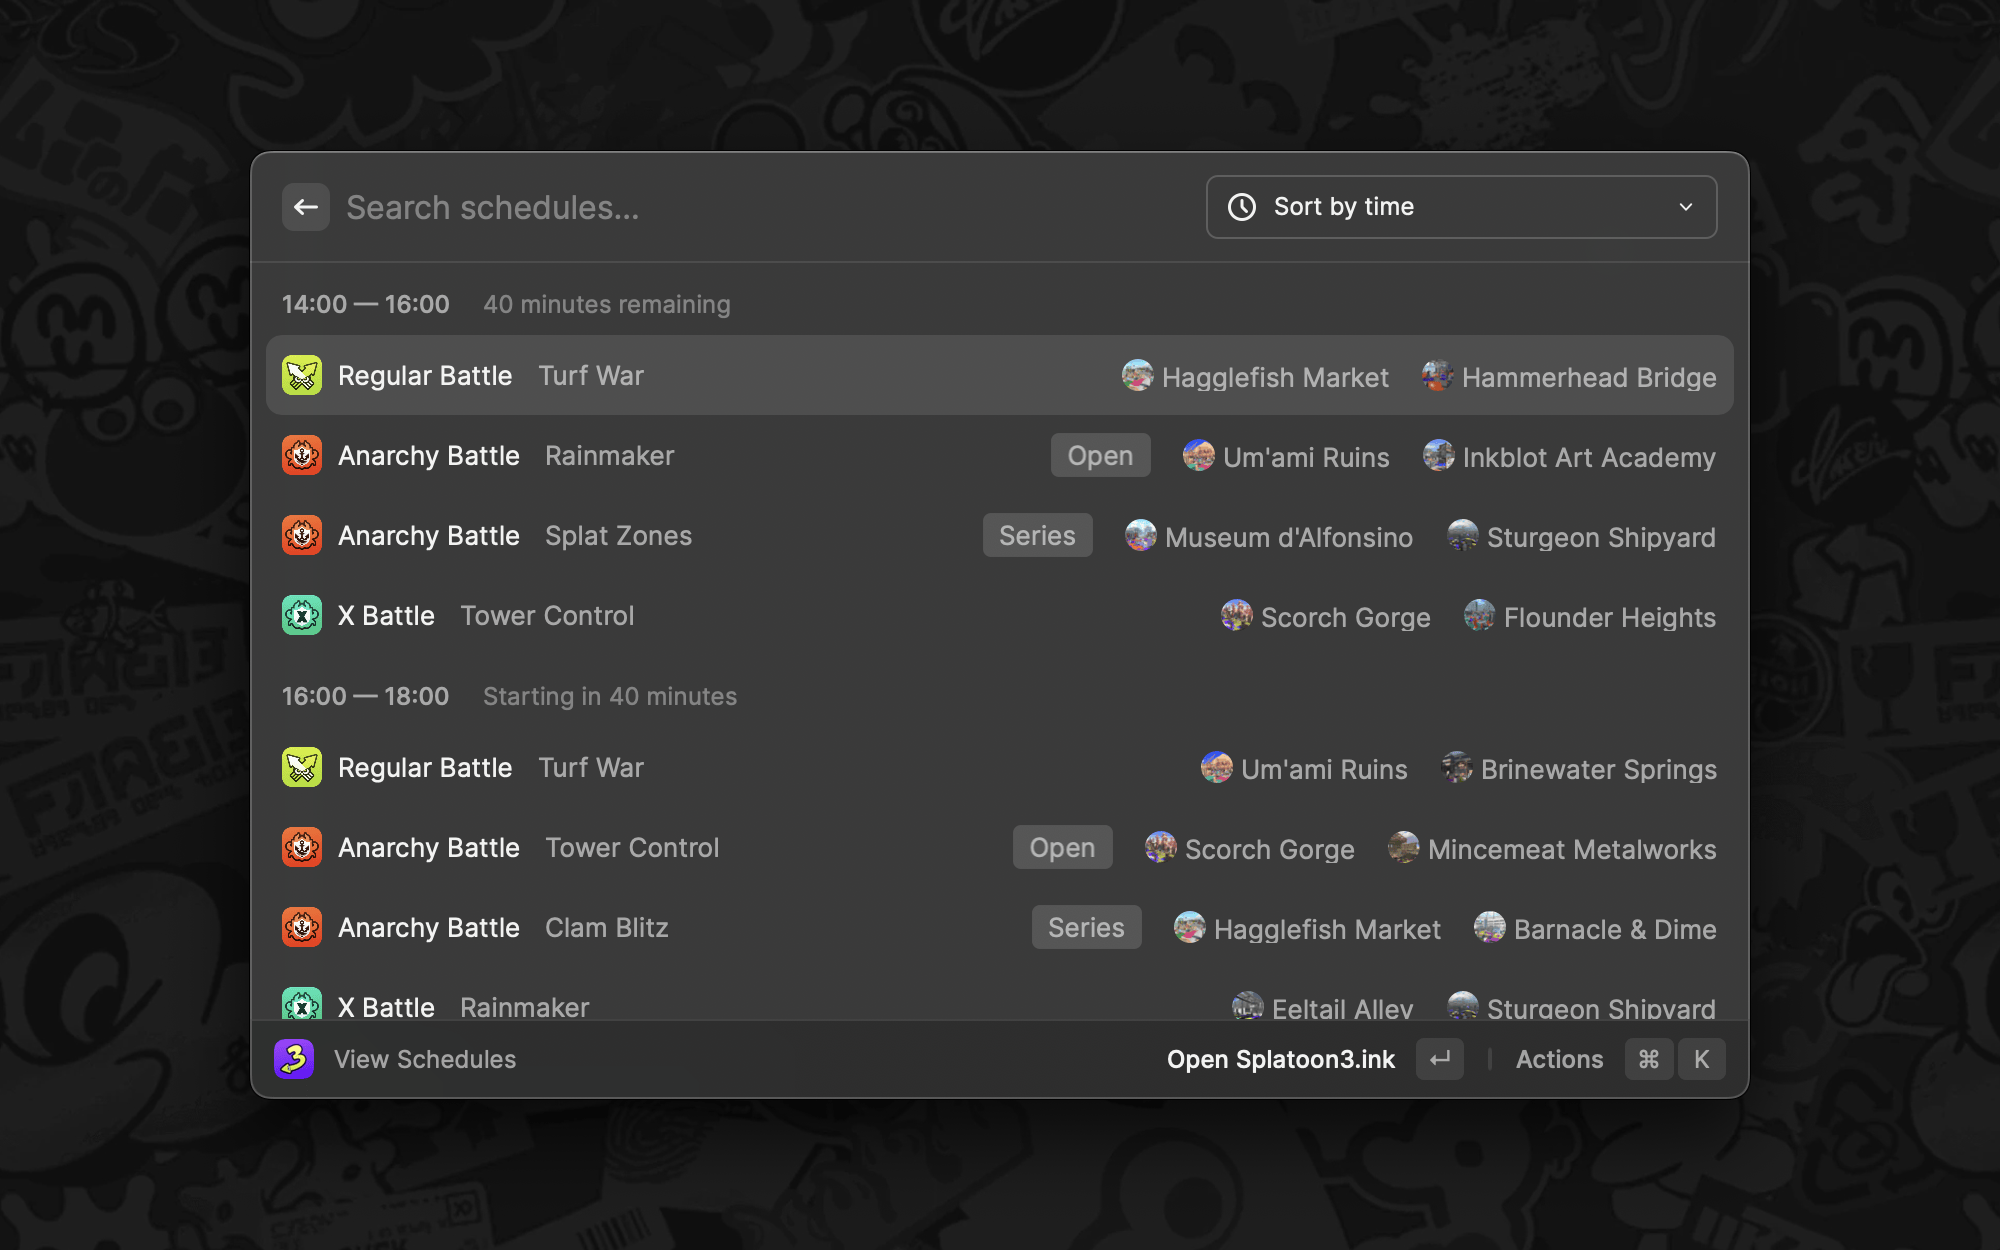 Search schedules...
Sort by time
14:00 — 16:00 40 minutes remaining
Regular Battle Turf War Hagglefish Market Hammerhead Bridge
Anarchy Battle Rainmaker Open Um'ami Ruins Inkblot Art Academy
Anarchy Battle Splat Zones Series Museum d'Alfonsino Sturgeon Shipyard
X Battle Tower Control Scorch Gorge Flounder Heights
16:00 — 18:00 Starting in 40 minutes
Regular Battle Turf War Um'ami Ruins Brinewater Springs
Anarchy Battle Tower Control Open Scorch Gorge Mincemeat Metalworks
Anarchy Battle Clam Blitz Series Hagglefish Market Barnacle & Dime
X Battle Rainmaker Eeltail Alley Sturgeon Shipyard
3 View Schedules Open Splatoon3.ink ↵ Actions ⌘ K